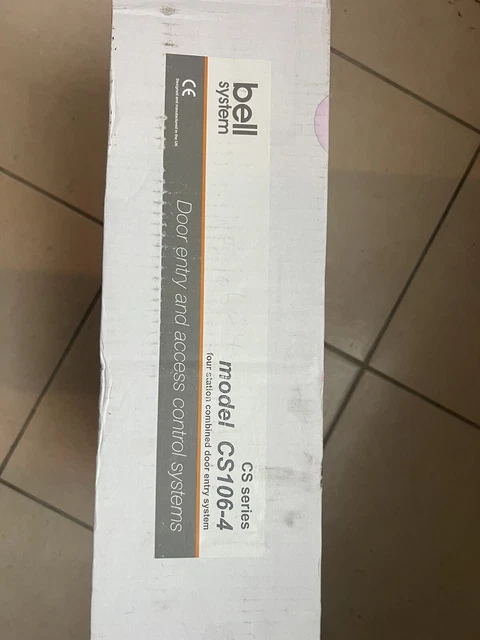 bell
system
CS series
model CS106-4
four station combined door entry system
CE
Designed and manufactured in the UK
Door entry and access control systems